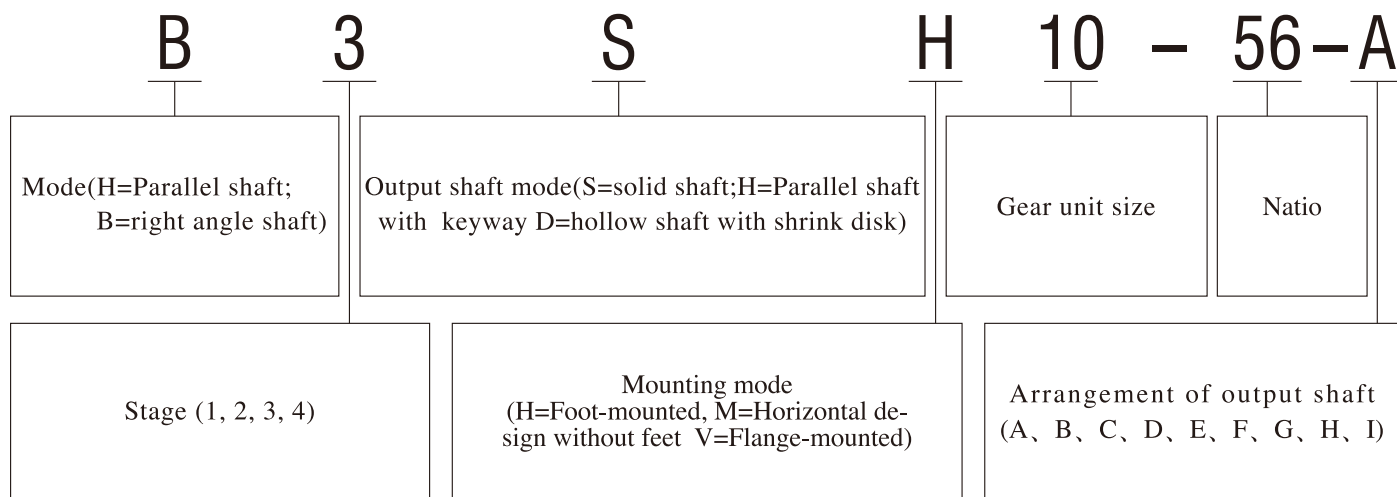 B 3 S H 10 – 56 – A
Mode(H=Parallel shaft;
B=right angle shaft)
Output shaft mode(S=solid shaft;H=Parallel shaft
with keyway D=hollow shaft with shrink disk)
Gear unit size
Natio
Stage (1, 2, 3, 4)
Mounting mode
(H=Foot-mounted, M=Horizontal de-
sign without feet V=Flange-mounted)
Arrangement of output shaft
(A、B、C、D、E、F、G、H、I)